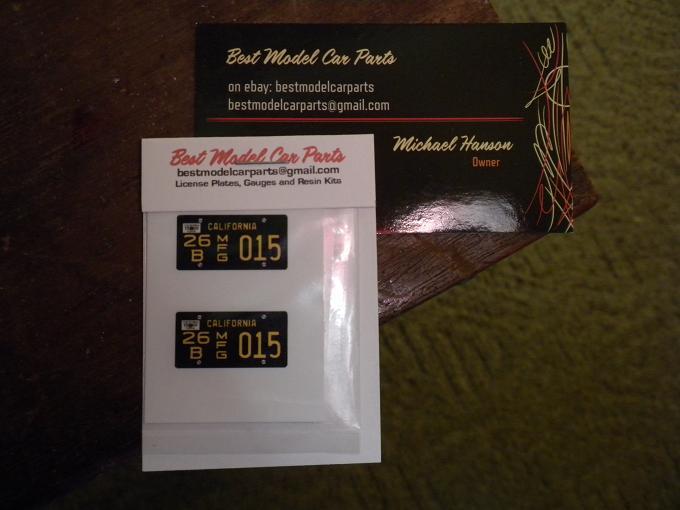 Best Model Car Parts
on ebay: bestmodelcarparts
bestmodelcarparts@gmail.com
Michael Hanson
Owner
Best Model Car Parts
bestmodelcarparts@gmail.com
License Plates, Gauges and Resin Kits
CALIFORNIA
26 B MFG 015
CALIFORNIA
26 B MFG 015